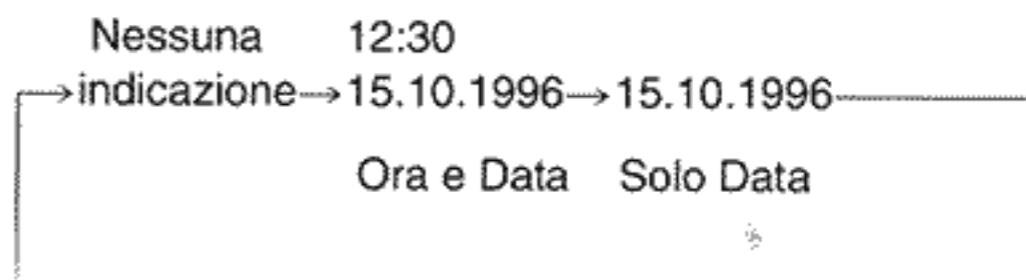 Nessuna 12:30
indicazione 15.10.1996 15.10.1996
Ora e Data Solo Data